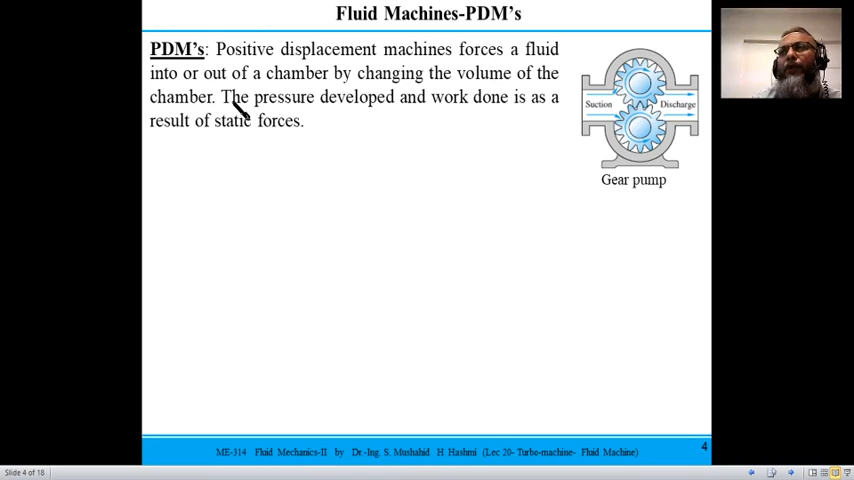 Fluid Machines-PDM's
PDM's: Positive displacement machines forces a fluid
into or out of a chamber by changing the volume of the
chamber. The pressure developed and work done is as a
result of static forces.
Suction
Discharge
Gear pump
ME-314 Fluid Mechanics-II by Dr.-Ing. S. Mushahid H Hashmi (Lec 20- Turbo-machine- Fluid Machine)
4
Slide 4 of 18